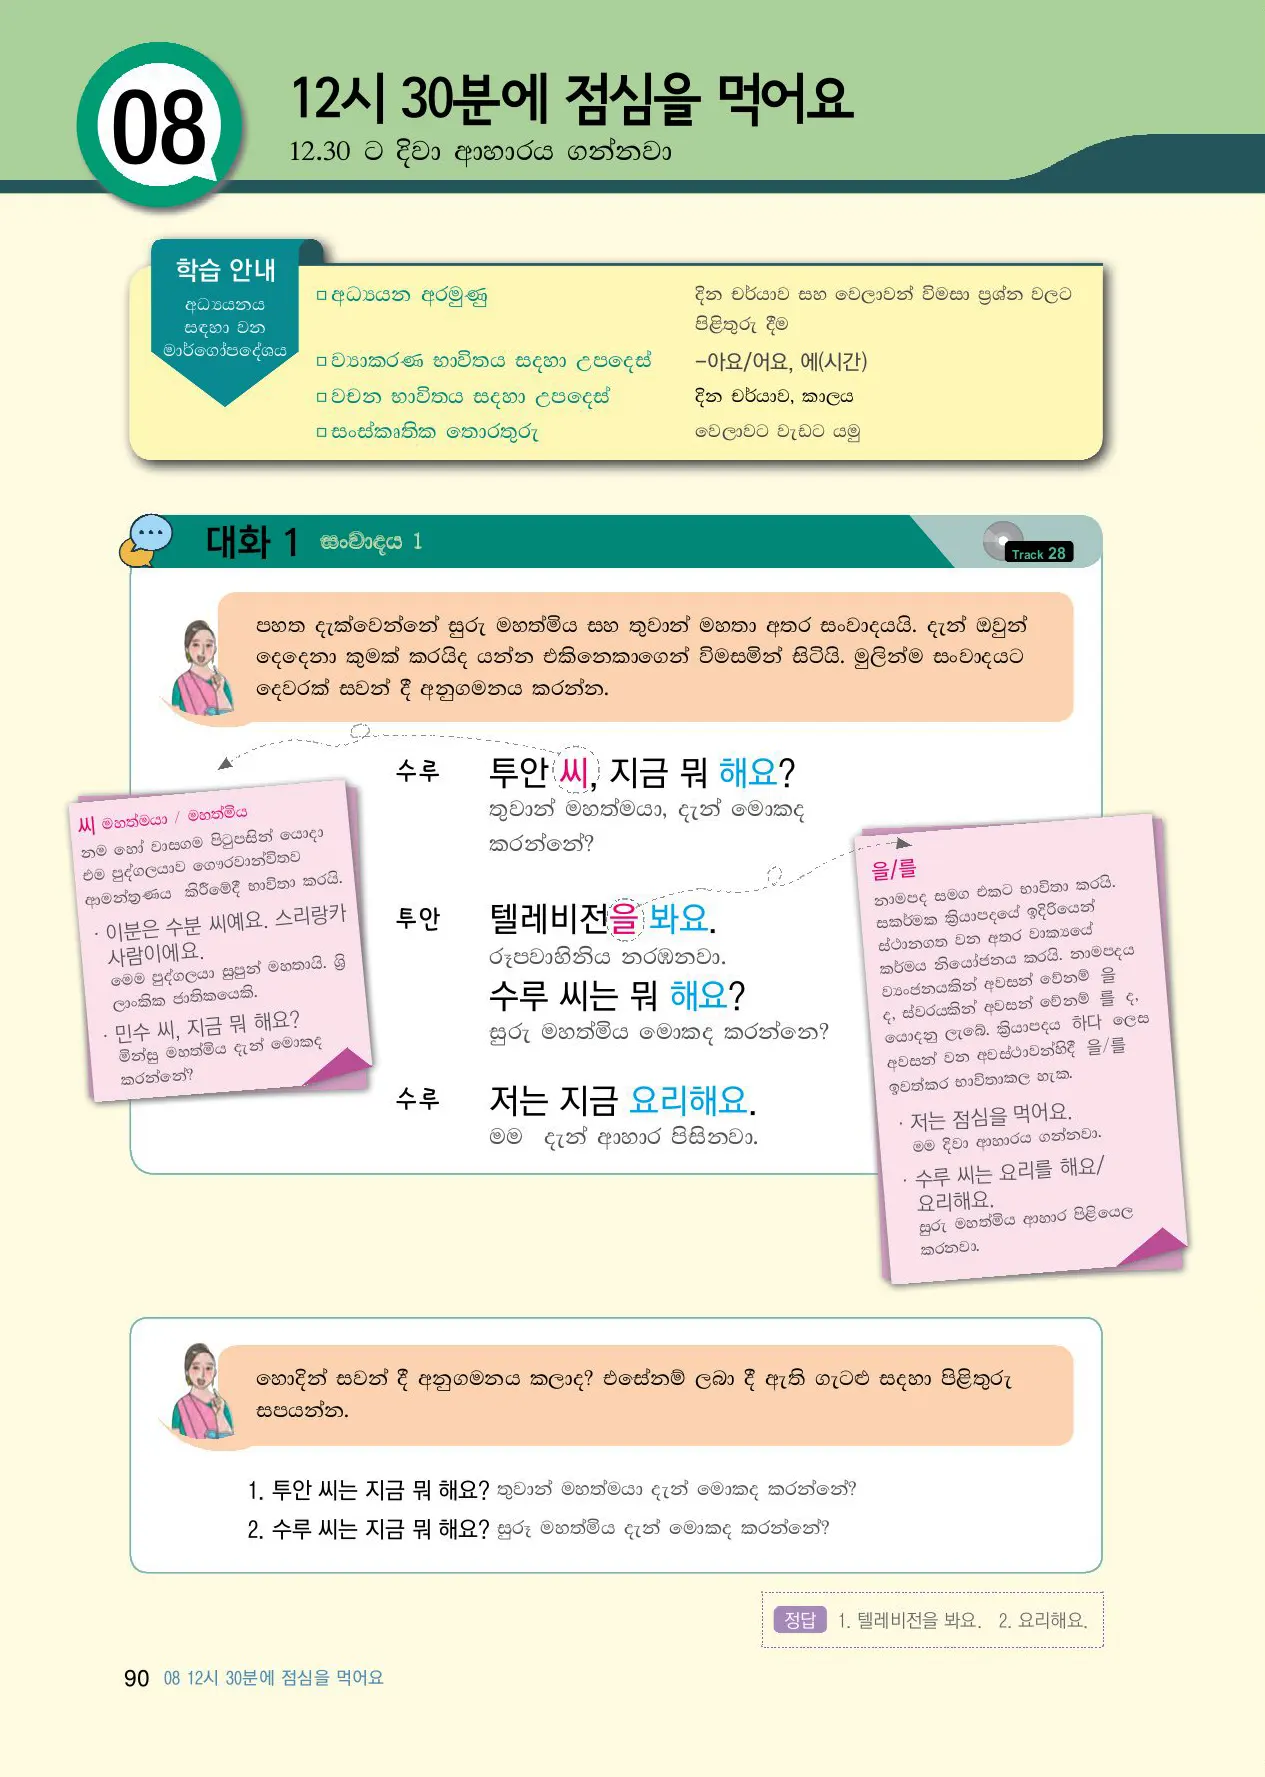 08
12시 30분에 점심을 먹어요
12.30 ට දිවා ආහාරය ගන්නවා
학습 안내
අධ්‍යයනය
සඳහා වන
මාර්ගෝපදේශය
□ අධ්‍යයන අරමුණු
දින චර්යාව සහ වෙලාවන් විමසා ප්‍රශ්න වලට
පිළිතුරු දීම
□ ව්‍යාකරණ භාවිතය සදහා උපදෙස්
-아요/어요, 에(시간)
□ වචන භාවිතය සදහා උපදෙස්
දින චර්යාව, කාලය
□ සංස්කෘතික තොරතුරු
වෙලාවට වැඩට යමු
대화 1 සංවාදය 1
Track 28
පහත දැක්වෙන්නේ සුරු මහත්මිය සහ තුවාන් මහතා අතර සංවාදයයි. දැන් ඔවුන්
දෙදෙනා කුමක් කරයිද යන්න එකිනෙකාගෙන් විමසමින් සිටියි. මුලින්ම සංවාදයට
දෙවරක් සවන් දී අනුගමනය කරන්න.
수루 투안 씨, 지금 뭐 해요?
තුවාන් මහත්මයා, දැන් මොකද
කරන්නේ?
투안 텔레비전을 봐요.
රූපවාහිනිය නරඹනවා.
수루 씨는 뭐 해요?
සුරු මහත්මිය මොකද කරන්නෙ?
수루 저는 지금 요리해요.
මම දැන් ආහාර පිසිනවා.
씨 මහත්මයා / මහත්මිය
නම හෝ වාසගම පිටුපසින් යොදා
එම පුද්ගලයාව ගෞරවාන්විතව
ආමන්ත්‍රණය කිරීමේදී භාවිතා කරයි.
· 이분은 수분 씨예요. 스리랑카
사람이에요.
මෙම පුද්ගලයා සුපුන් මහතායි. ශ්‍රී
ලාංකික ජාතිකයෙකි.
· 민수 씨, 지금 뭐 해요?
මින්සු මහත්මිය දැන් මොකද
කරන්නේ?
을/를
නාමපද සමග එකට භාවිතා කරයි.
සකර්මක ක්‍රියාපදයේ ඉදිරියෙන්
ස්ථානගත වන අතර වාක්‍යයේ
කර්මය නියෝජනය කරයි. නාමපදය
ව්‍යංජනයකින් අවසන් වේනම් 을
ද, ස්වරයකින් අවසන් වේනම් 를 ද,
යොදනු ලැබේ. ක්‍රියාපදය 하다 ලෙස
අවසන් වන අවස්ථාවන්හිදී 을/를
ඉවත්කර භාවිතාකල හැක.
· 저는 점심을 먹어요.
මම දිවා ආහාරය ගන්නවා.
· 수루 씨는 요리를 해요/
요리해요.
සුරු මහත්මිය ආහාර පිළියෙල
කරනවා.
හොදින් සවන් දී අනුගමනය කලාද? එසේනම් ලබා දී ඇති ගැටළු සදහා පිළිතුරු
සපයන්න.
1. 투안 씨는 지금 뭐 해요? තුවාන් මහත්මයා දැන් මොකද කරන්නේ?
2. 수루 씨는 지금 뭐 해요? සුරූ මහත්මිය දැන් මොකද කරන්නේ?
정답 1. 텔레비전을 봐요. 2. 요리해요.
90 08 12시 30분에 점심을 먹어요